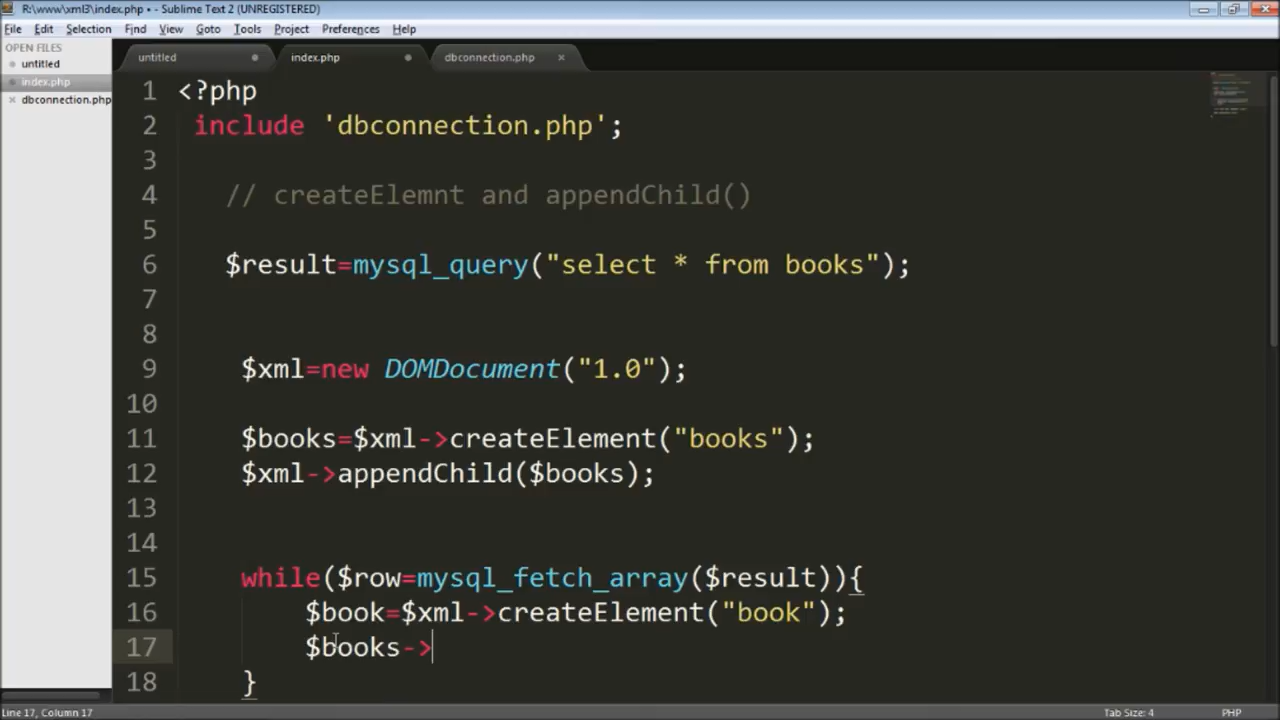 R:\www\xml3\index.php • - Sublime Text 2 (UNREGISTERED)
File Edit Selection Find View Goto Tools Project Preferences Help
OPEN FILES
untitled
index.php
dbconnection.php
untitled index.php dbconnection.php
1 <?php
2 include 'dbconnection.php';
3
4 // createElemnt and appendChild()
5
6 $result=mysql_query("select * from books");
7
8
9 $xml=new DOMDocument("1.0");
10
11 $books=$xml->createElement("books");
12 $xml->appendChild($books);
13
14
15 while($row=mysql_fetch_array($result)){
16 $book=$xml->createElement("book");
17 $books->
18 }
Line 17, Column 17 Tab Size: 4 PHP